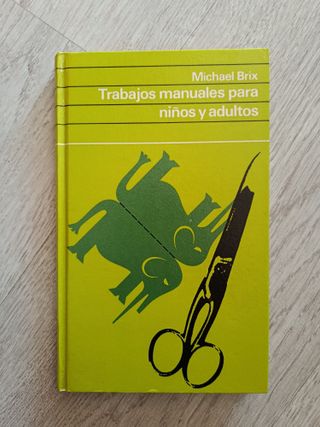 Michael Brix
Trabajos manuales para
niños y adultos